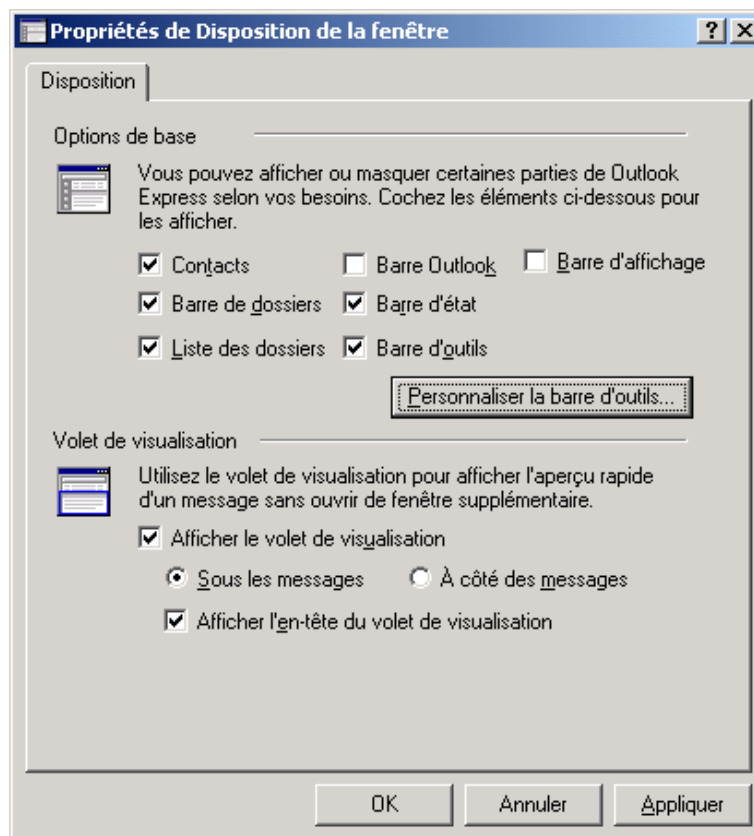 Propriétés de Disposition de la fenêtre
Disposition
Options de base
Vous pouvez afficher ou masquer certaines parties de Outlook
Express selon vos besoins. Cochez les éléments ci-dessous pour
les afficher.
Contacts Barre Outlook Barre d'affichage
Barre de dossiers Barre d'état
Liste des dossiers Barre d'outils
Personnaliser la barre d'outils...
Volet de visualisation
Utilisez le volet de visualisation pour afficher l'aperçu rapide
d'un message sans ouvrir de fenêtre supplémentaire.
Afficher le volet de visualisation
Sous les messages À côté des messages
Afficher l'en-tête du volet de visualisation
OK Annuler Appliquer